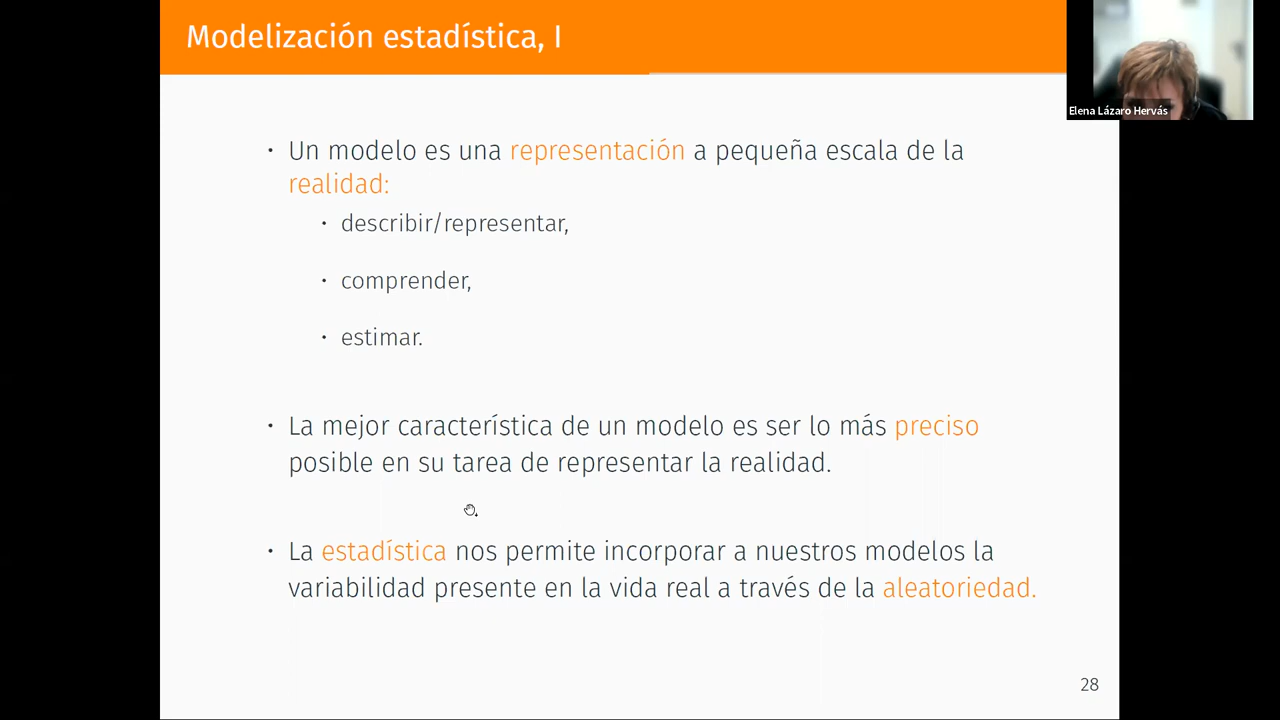 Modelización estadística, I
Elena Lázaro Hervás
· Un modelo es una representación a pequeña escala de la
realidad:
· describir/representar,
· comprender,
· estimar.
· La mejor característica de un modelo es ser lo más preciso
posible en su tarea de representar la realidad.
· La estadística nos permite incorporar a nuestros modelos la
variabilidad presente en la vida real a través de la aleatoriedad.
28